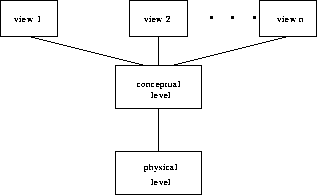 view 1
view 2
. . .
view n
conceptual
level
physical
level